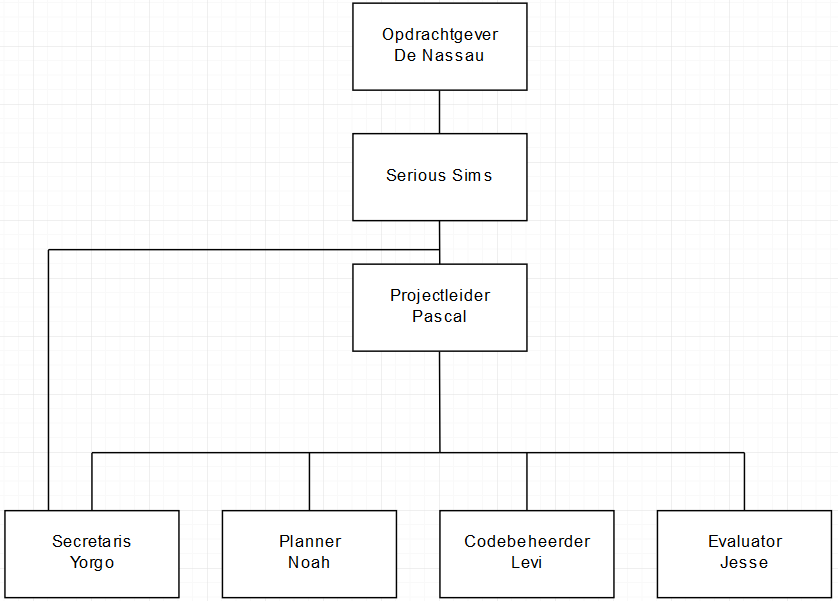 Opdrachtgever
De Nassau
Serious Sims
Projectleider
Pascal
Secretaris
Yorgo
Planner
Noah
Codebeheerder
Levi
Evaluator
Jesse